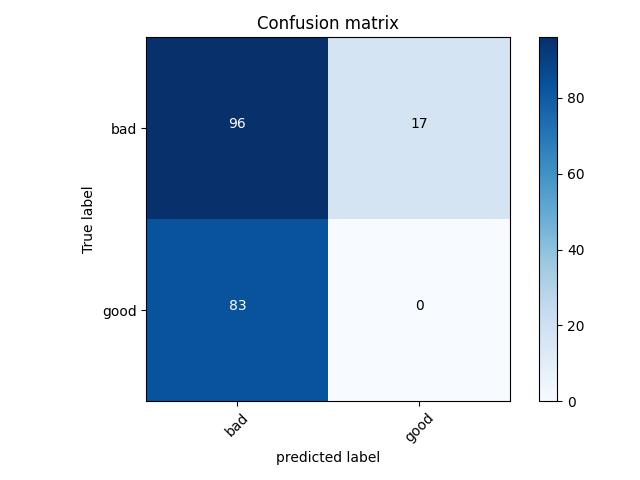 Confusion matrix
True label
bad
96
17
good
83
0
bad
good
predicted label
80
60
40
20
0